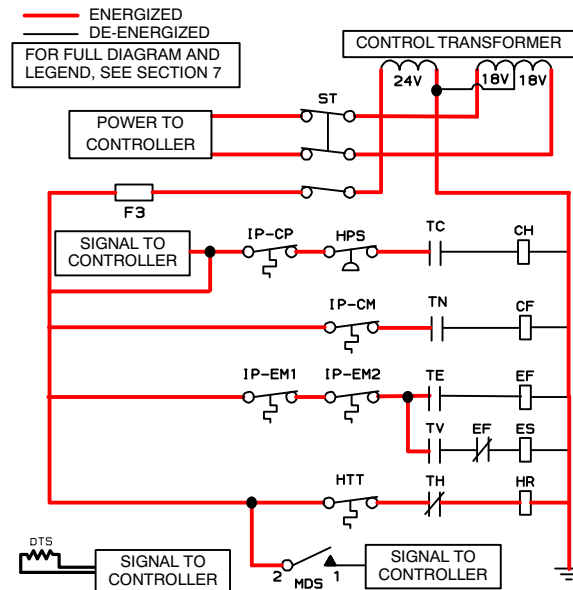 ENERGIZED
DE-ENERGIZED
FOR FULL DIAGRAM AND
LEGEND, SEE SECTION 7
CONTROL TRANSFORMER
24V
18V
18V
ST
POWER TO
CONTROLLER
F3
SIGNAL TO
CONTROLLER
IP-CP
HPS
TC
CH
IP-CM
TN
CF
IP-EM1
IP-EM2
TE
EF
TV
EF
ES
HTT
TH
HR
DTS
SIGNAL TO
CONTROLLER
2
MDS
1
SIGNAL TO
CONTROLLER